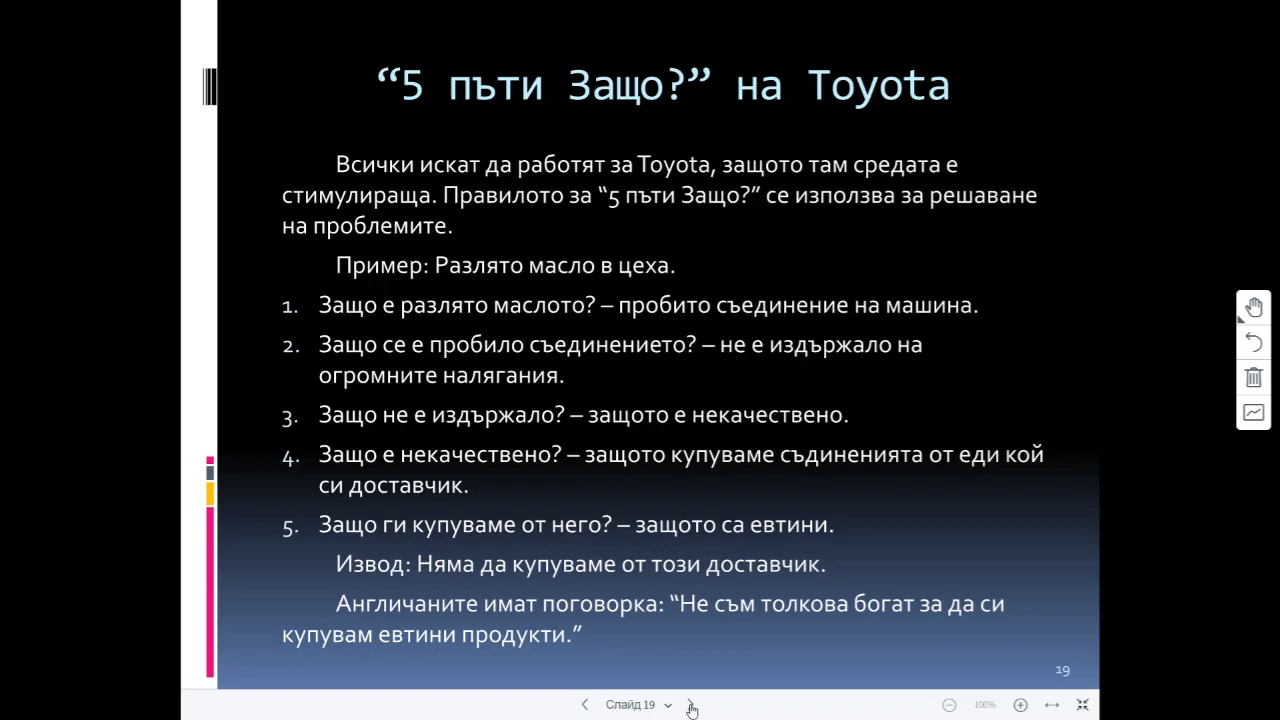 “5 пъти Защо?” на Toyota
Всички искат да работят за Toyota, защото там средата е
стимулираща. Правилото за “5 пъти Защо?” се използва за решаване
на проблемите.
Пример: Разлято масло в цеха.
1. Защо е разлято маслото? – пробито съединение на машина.
2. Защо се е пробило съединението? – не е издържало на
огромните налягания.
3. Защо не е издържало? – защото е некачествено.
4. Защо е некачествено? – защото купуваме съдиненията от еди кой
си доставчик.
5. Защо ги купуваме от него? – защото са евтини.
Извод: Няма да купуваме от този доставчик.
Англичаните имат поговорка: “Не съм толкова богат за да си
купувам евтини продукти.”
19
Слайд 19
100%